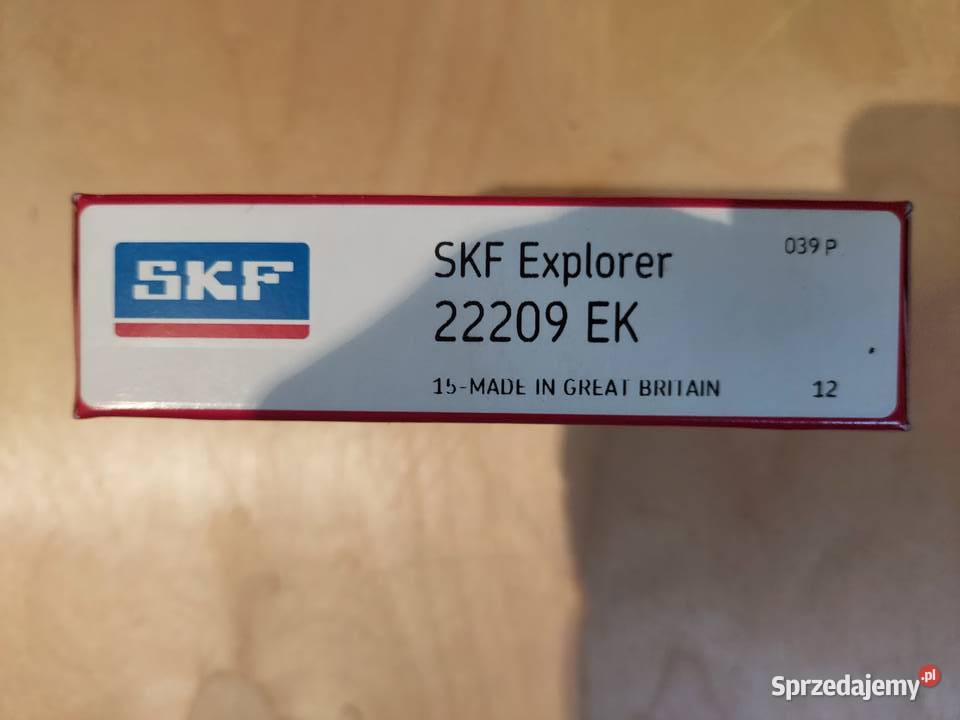 SKF
SKF Explorer
039 P
22209 EK
15-MADE IN GREAT BRITAIN
12
Sprzedajemy.pl